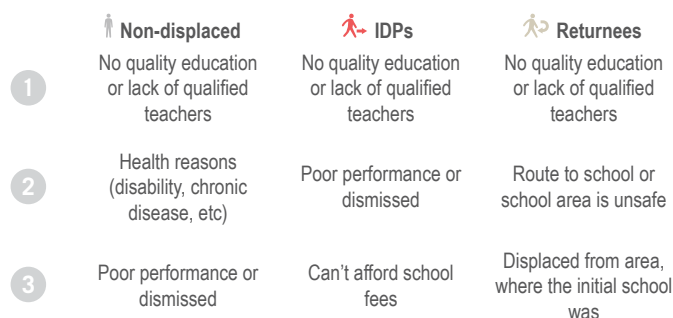 Non-displaced
IDPs
Returnees
1
No quality education
or lack of qualified
teachers
No quality education
or lack of qualified
teachers
No quality education
or lack of qualified
teachers
2
Health reasons
(disability, chronic
disease, etc)
Poor performance or
dismissed
Route to school or
school area is unsafe
3
Poor performance or
dismissed
Can't afford school
fees
Displaced from area,
where the initial school
was